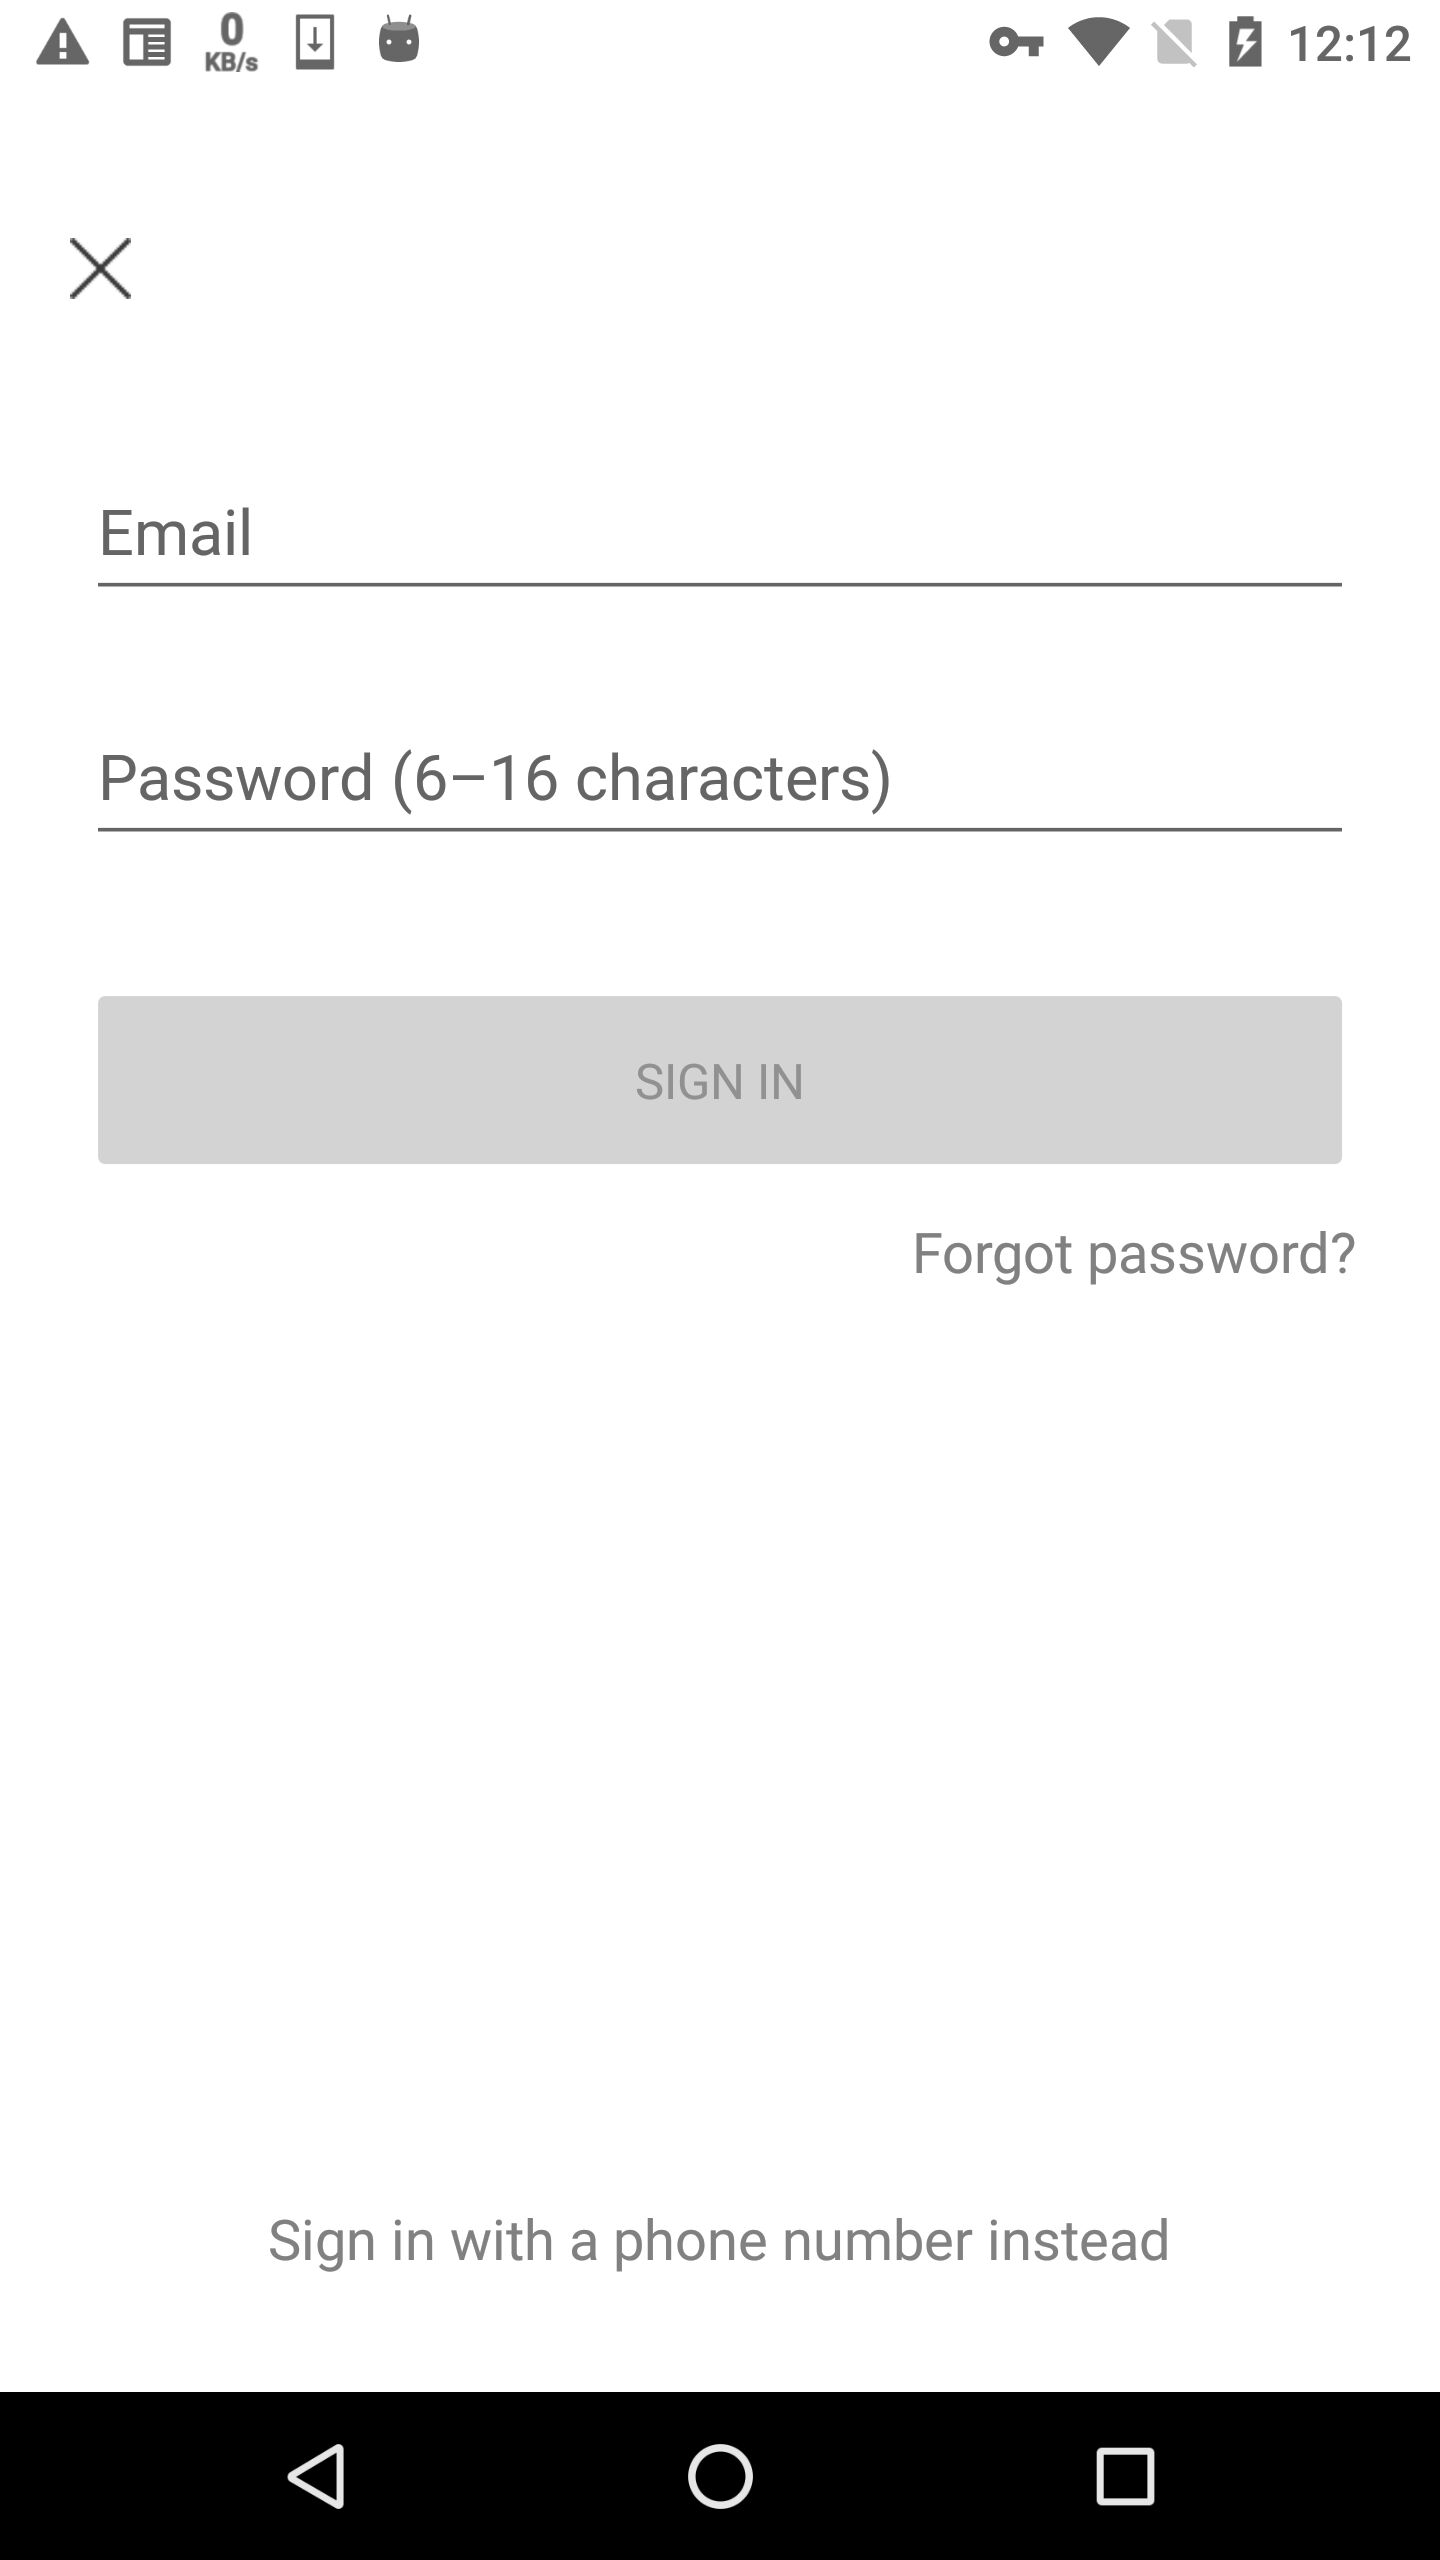 0
KB/s
12:12
Email
Password (6–16 characters)
SIGN IN
Forgot password?
Sign in with a phone number instead